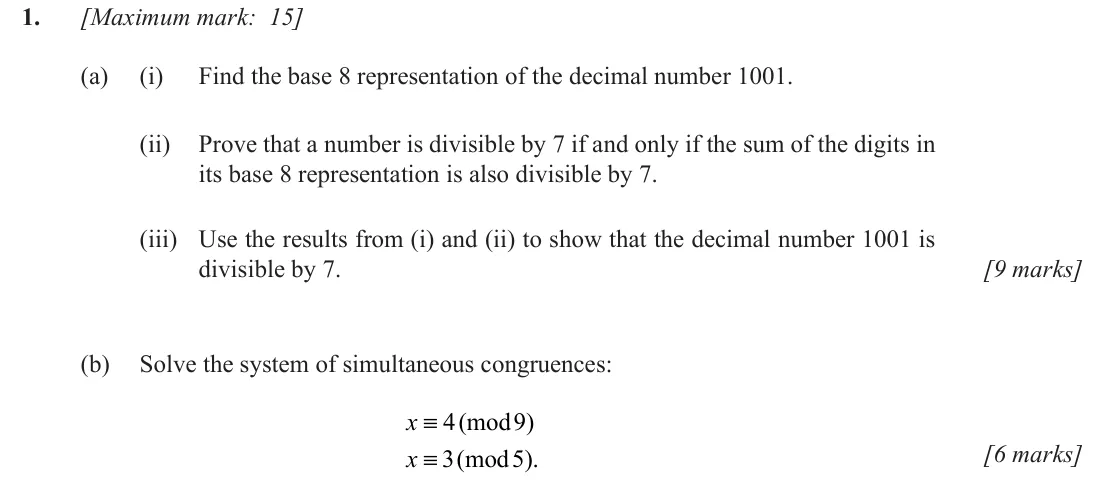 1. [Maximum mark: 15]
(a) (i) Find the base 8 representation of the decimal number 1001.
(ii) Prove that a number is divisible by 7 if and only if the sum of the digits in
its base 8 representation is also divisible by 7.
(iii) Use the results from (i) and (ii) to show that the decimal number 1001 is
divisible by 7. [9 marks]
(b) Solve the system of simultaneous congruences:
x ≡ 4 (mod 9)
x ≡ 3 (mod 5). [6 marks]